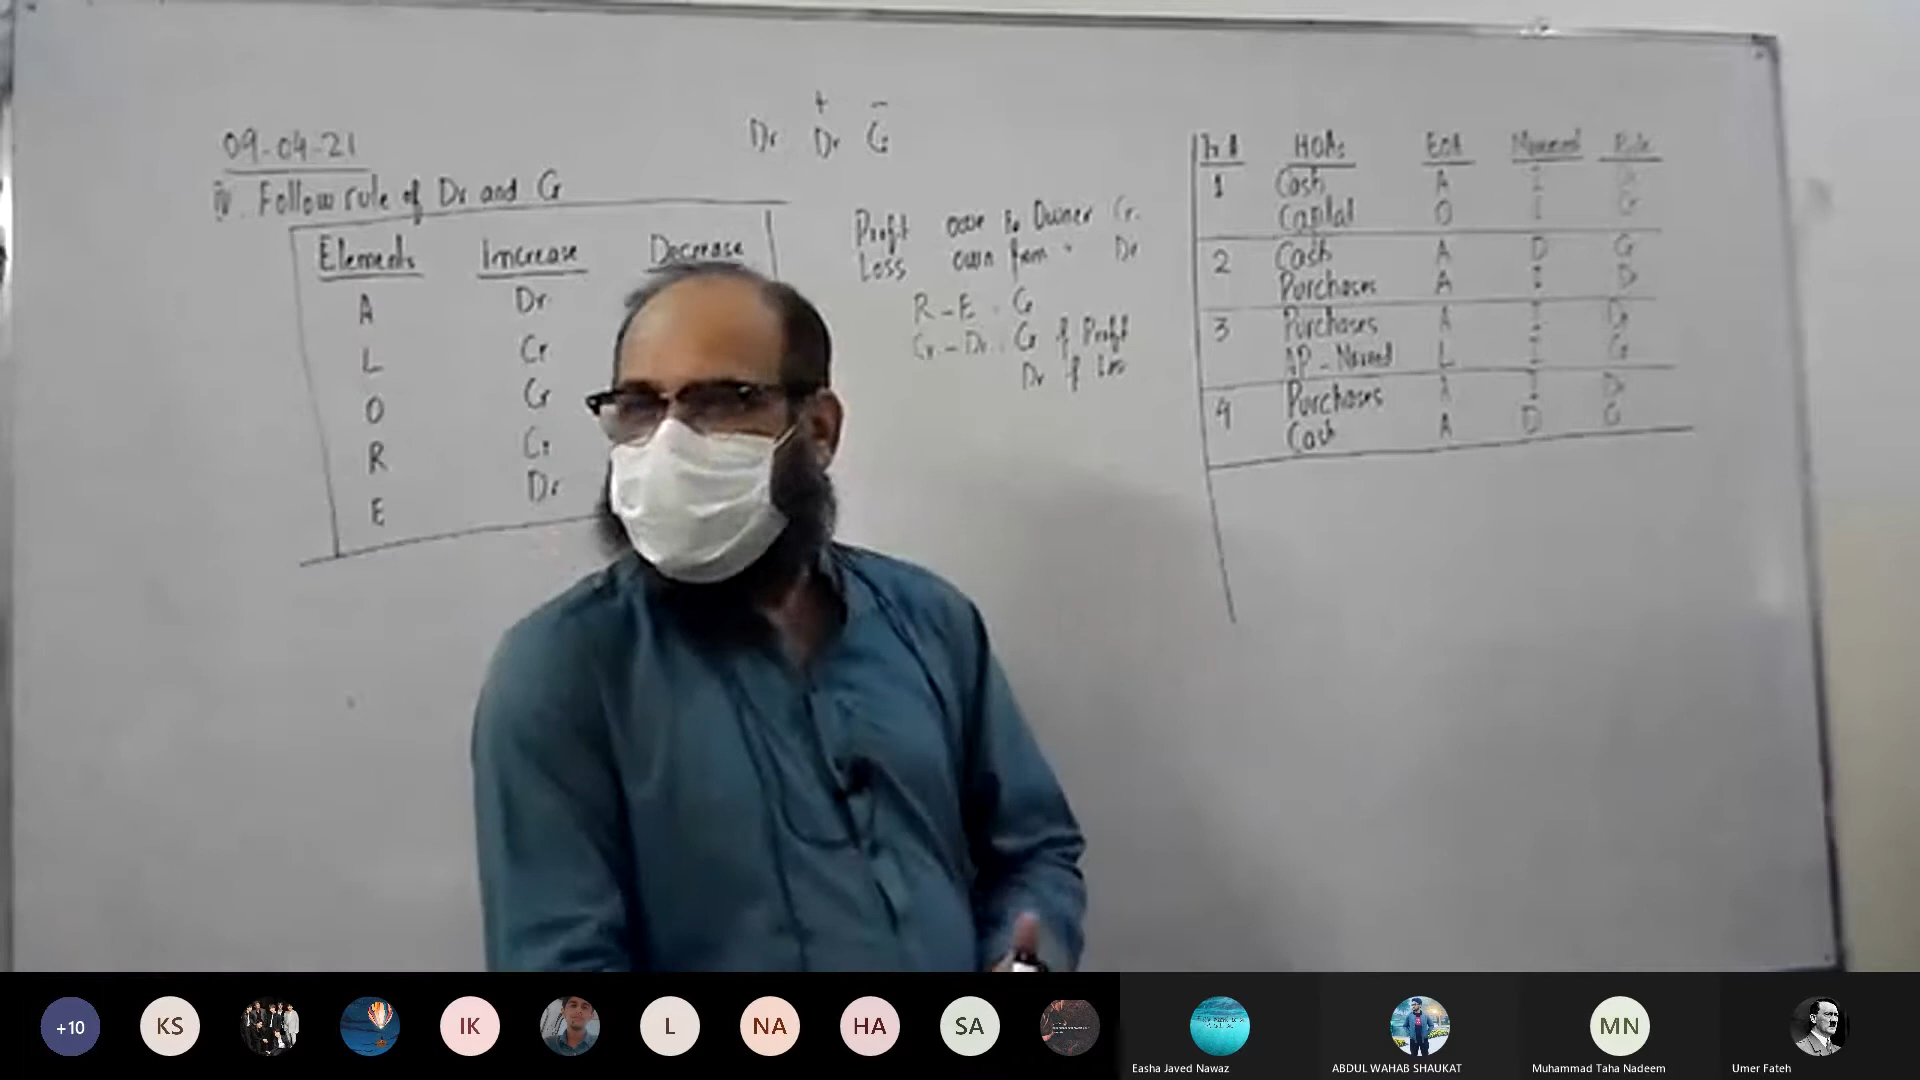 09-04-21
iv. Follow rule of Dr and Cr
Elements Increase Decrease
A Dr
L Cr
O Cr
R Cr
E Dr
+ -
Dr Dr Cr
Profit owe to Owner Cr.
Loss own from " Dr
R - E = Cr
Cr. - Dr. = Cr if Profit
Dr if Loss
HOAs EOA
1 Cash A I
Capital O I Cr
2 Cash A D Cr
Purchases A I Dr
3 Purchases A I Dr
AP - Naveed L I Cr
4 Purchases A I Dr
Cash A D Cr
+10
KS
IK
L
NA
HA
SA
MN
Easha Javed Nawaz
ABDUL WAHAB SHAUKAT
Muhammad Taha Nadeem
Umer Fateh